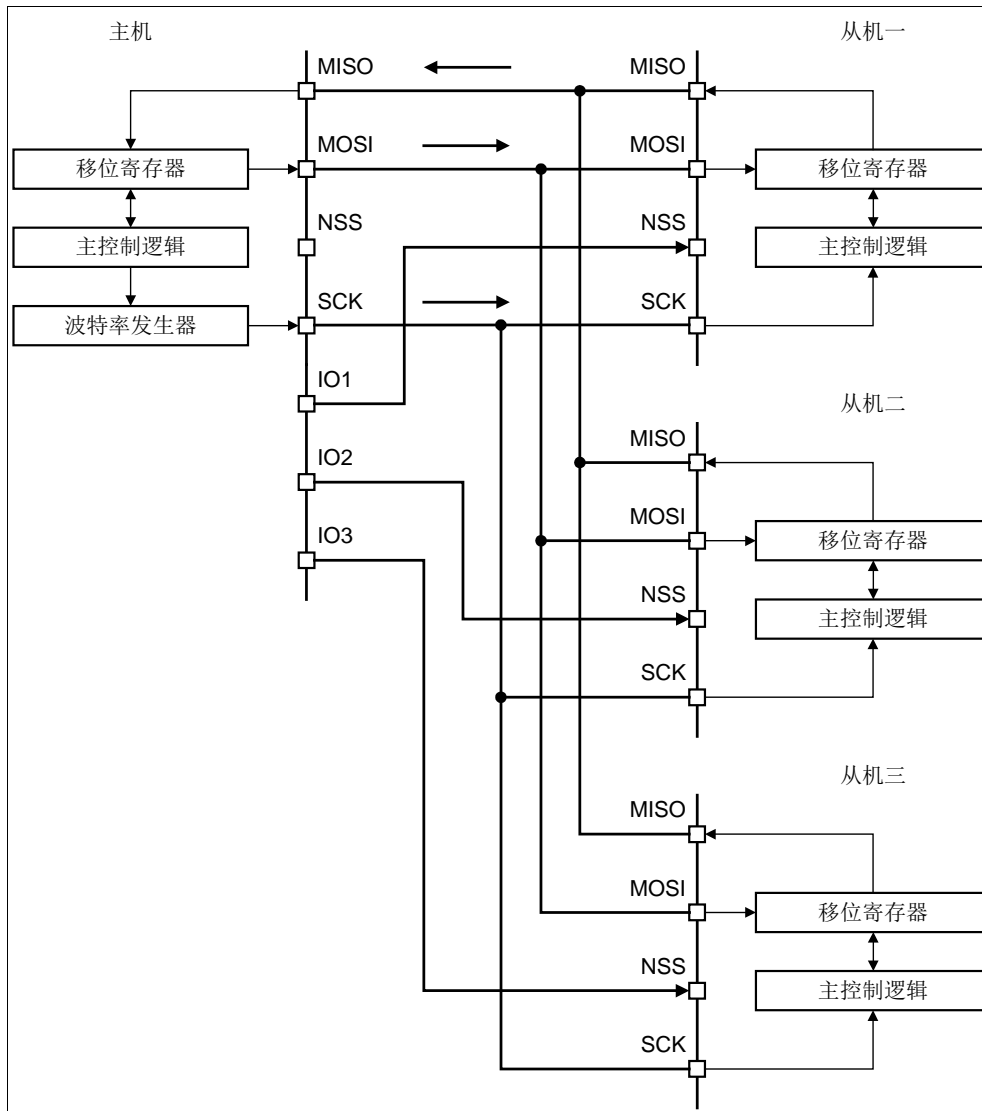 主机
MISO
MOSI
NSS
SCK
IO1
IO2
IO3
移位寄存器
主控制逻辑
波特率发生器
从机一
MISO
MOSI
NSS
SCK
移位寄存器
主控制逻辑
从机二
MISO
MOSI
NSS
SCK
移位寄存器
主控制逻辑
从机三
MISO
MOSI
NSS
SCK
移位寄存器
主控制逻辑